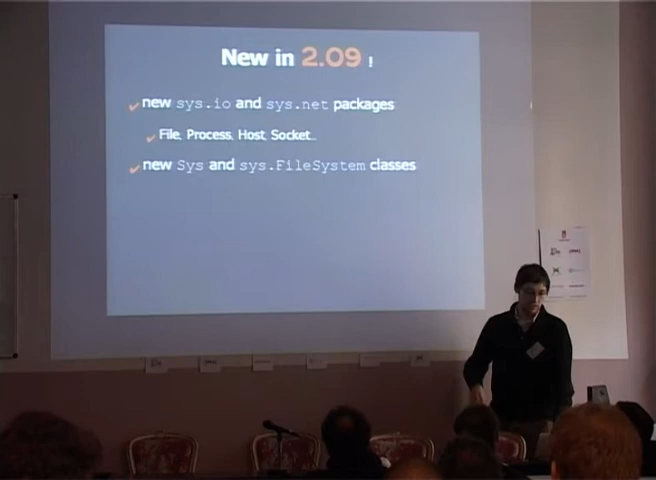 New in 2.09 !
new sys.io and sys.net packages
File, Process, Host, Socket...
new Sys and sys.FileSystem classes